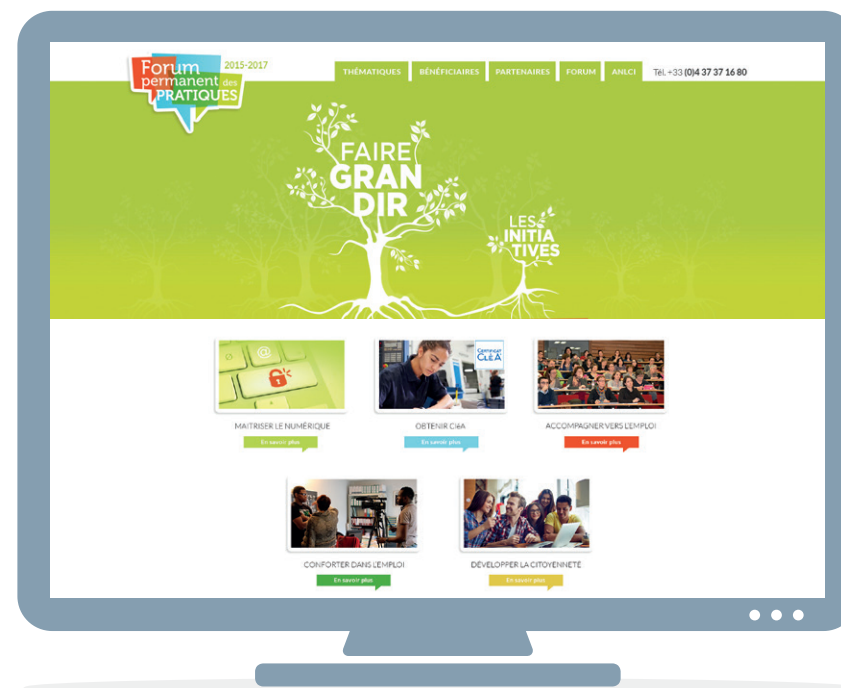 Forum
permanent des
PRATIQUES
2015-2017
THÉMATIQUES
BÉNÉFICIAIRES
PARTENAIRES
FORUM
ANLCI
Tél. +33 (0)4 37 37 16 80
FAIRE
GRAN
DIR
LES
INITIA
TIVES
@
Certificat
CLÉA
MAITRISER LE NUMÉRIQUE
OBTENIR CléA
ACCOMPAGNER VERS L'EMPLOI
En savoir plus
En savoir plus
En savoir plus
CONFORTER DANS L'EMPLOI
DÉVELOPPER LA CITOYENNETÉ
En savoir plus
En savoir plus